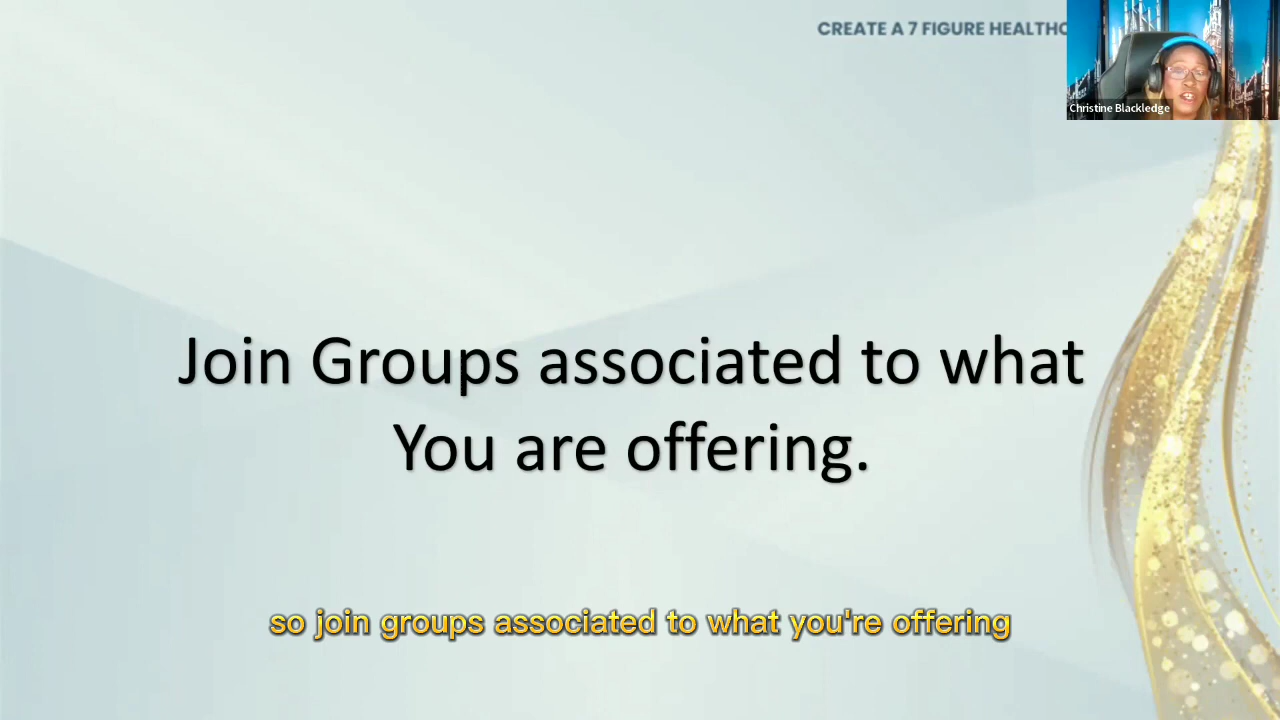 CREATE A 7 FIGURE
Christine Blackledge
Join Groups associated to what
You are offering.
so join groups associated to what you're offering